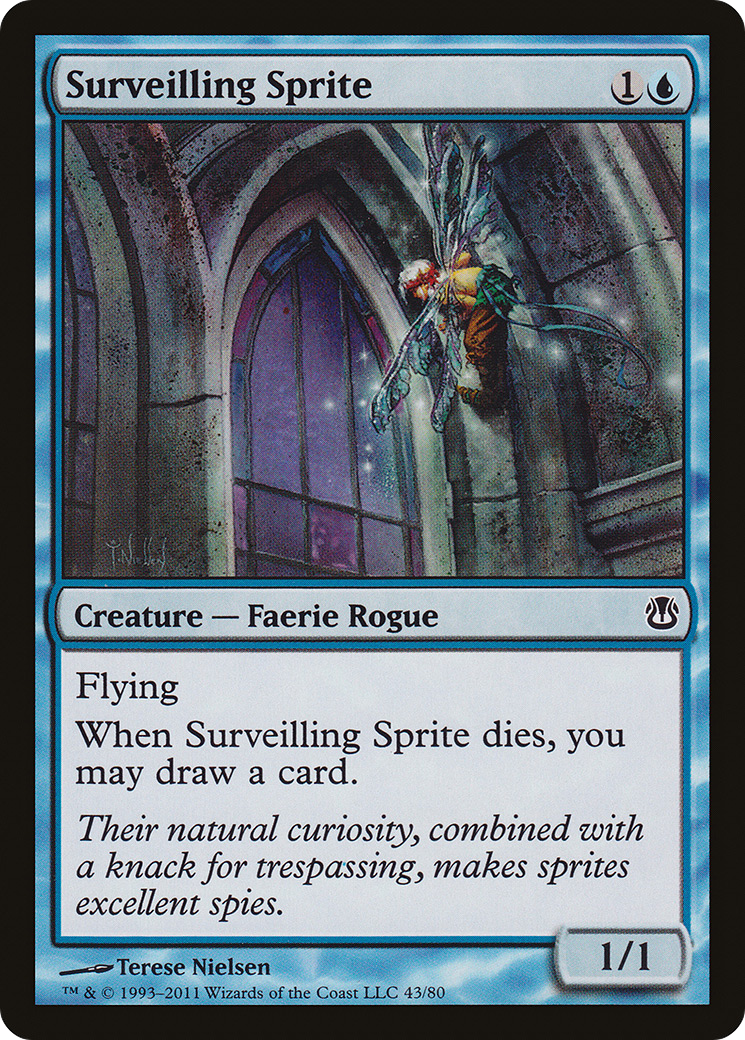 Surveilling Sprite
1
T. Nielsen
Creature — Faerie Rogue
Flying
When Surveilling Sprite dies, you
may draw a card.
Their natural curiosity, combined with
a knack for trespassing, makes sprites
excellent spies.
1/1
Terese Nielsen
™ & © 1993–2011 Wizards of the Coast LLC 43/80